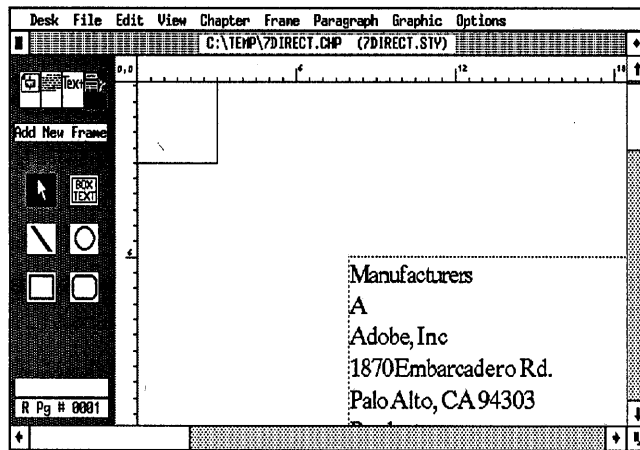 Desk File Edit View Chapter Frame Paragraph Graphic Options
C:\TEMP\7DIRECT.CHP (7DIRECT.STY)
0,0 6 12 18
Text
Add New Frame
BOX
TEXT
6
Manufacturers
A
Adobe, Inc
1870 Embarcadero Rd.
Palo Alto, CA 94303
R Pg # 0001